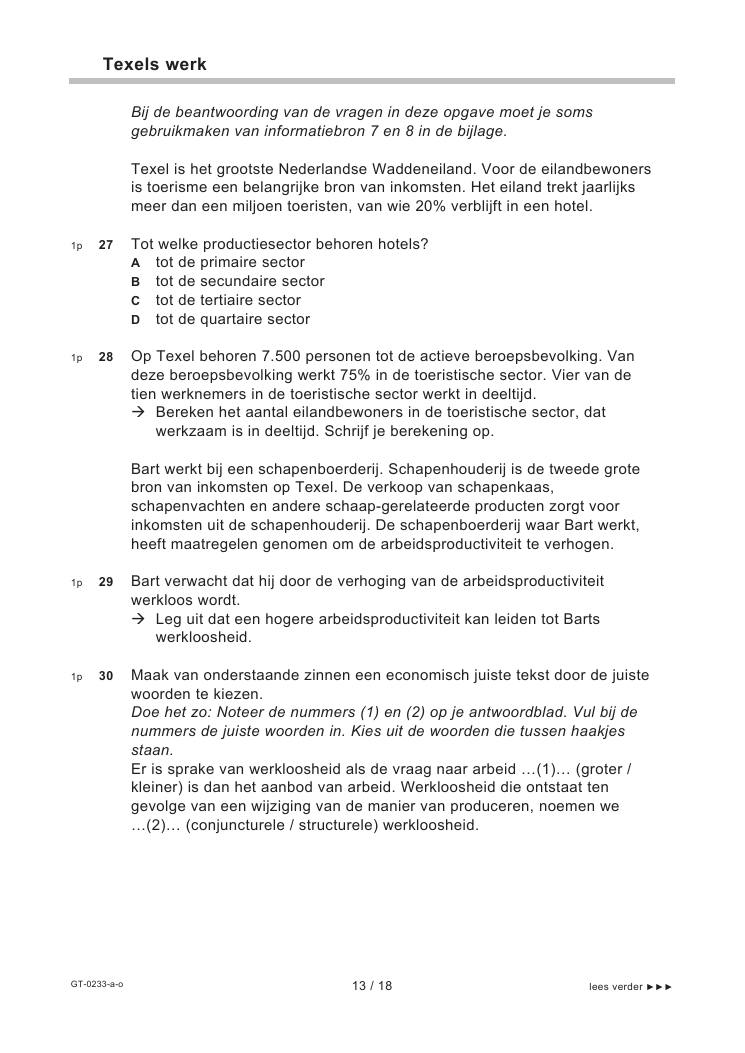 Texels werk
Bij de beantwoording van de vragen in deze opgave moet je soms
gebruikmaken van informatiebron 7 en 8 in de bijlage.
Texel is het grootste Nederlandse Waddeneiland. Voor de eilandbewoners
is toerisme een belangrijke bron van inkomsten. Het eiland trekt jaarlijks
meer dan een miljoen toeristen, van wie 20% verblijft in een hotel.
1p 27 Tot welke productiesector behoren hotels?
A tot de primaire sector
B tot de secundaire sector
C tot de tertiaire sector
D tot de quartaire sector
1p 28 Op Texel behoren 7.500 personen tot de actieve beroepsbevolking. Van
deze beroepsbevolking werkt 75% in de toeristische sector. Vier van de
tien werknemers in de toeristische sector werkt in deeltijd.
→ Bereken het aantal eilandbewoners in de toeristische sector, dat
werkzaam is in deeltijd. Schrijf je berekening op.
Bart werkt bij een schapenboerderij. Schapenhouderij is de tweede grote
bron van inkomsten op Texel. De verkoop van schapenkaas,
schapenvachten en andere schaap-gerelateerde producten zorgt voor
inkomsten uit de schapenhouderij. De schapenboerderij waar Bart werkt,
heeft maatregelen genomen om de arbeidsproductiviteit te verhogen.
1p 29 Bart verwacht dat hij door de verhoging van de arbeidsproductiviteit
werkloos wordt.
→ Leg uit dat een hogere arbeidsproductiviteit kan leiden tot Barts
werkloosheid.
1p 30 Maak van onderstaande zinnen een economisch juiste tekst door de juiste
woorden te kiezen.
Doe het zo: Noteer de nummers (1) en (2) op je antwoordblad. Vul bij de
nummers de juiste woorden in. Kies uit de woorden die tussen haakjes
staan.
Er is sprake van werkloosheid als de vraag naar arbeid …(1)… (groter /
kleiner) is dan het aanbod van arbeid. Werkloosheid die ontstaat ten
gevolge van een wijziging van de manier van produceren, noemen we
…(2)… (conjuncturele / structurele) werkloosheid.
GT-0233-a-o 13 / 18 lees verder ►►►